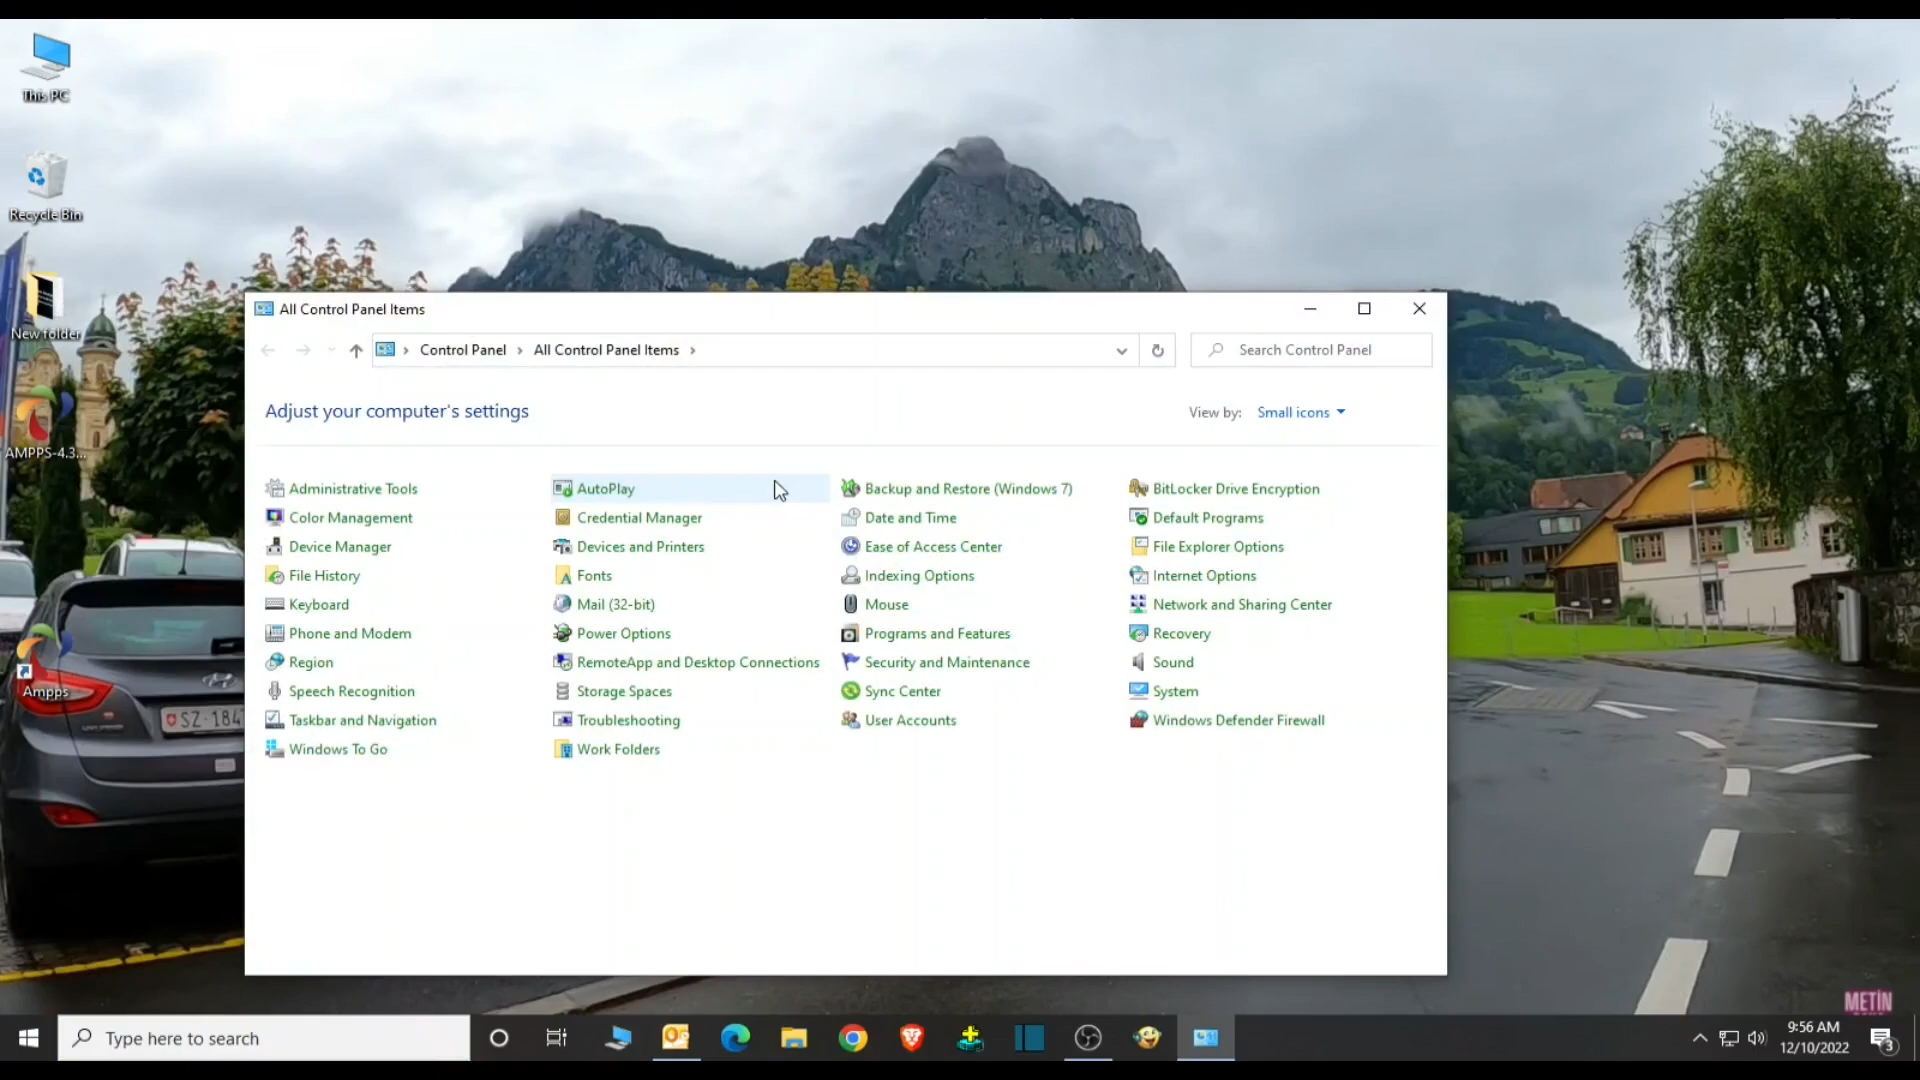 This PC
Recycle Bin
New folder
AMPPS-4.3...
Ampps
SZ·184
All Control Panel Items
Control Panel
All Control Panel Items
Search Control Panel
Adjust your computer's settings
View by: Small icons
Administrative Tools
AutoPlay
Backup and Restore (Windows 7)
BitLocker Drive Encryption
Color Management
Credential Manager
Date and Time
Default Programs
Device Manager
Devices and Printers
Ease of Access Center
File Explorer Options
File History
Fonts
Indexing Options
Internet Options
Keyboard
Mail (32-bit)
Mouse
Network and Sharing Center
Phone and Modem
Power Options
Programs and Features
Recovery
Region
RemoteApp and Desktop Connections
Security and Maintenance
Sound
Speech Recognition
Storage Spaces
Sync Center
System
Taskbar and Navigation
Troubleshooting
User Accounts
Windows Defender Firewall
Windows To Go
Work Folders
METİN
Type here to search
9:56 AM
12/10/2022
3